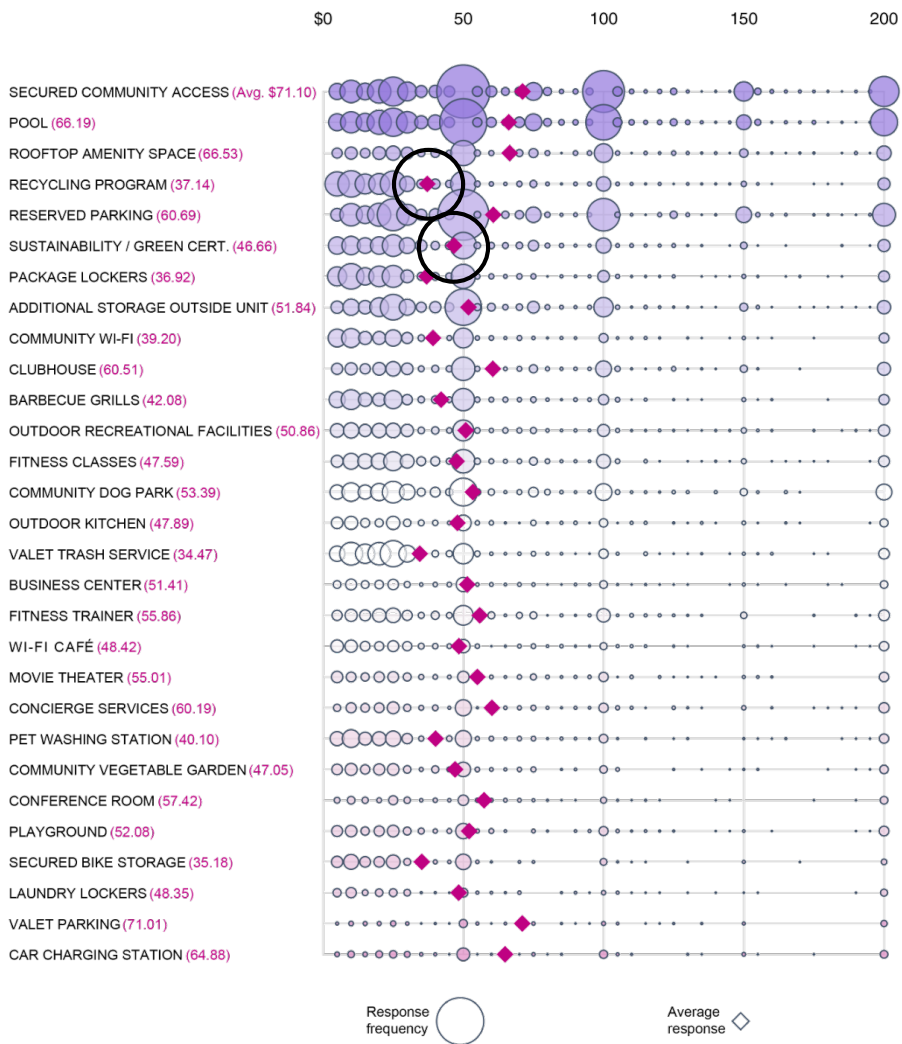 $0 50 100 150 200
SECURED COMMUNITY ACCESS (Avg. $71.10)
POOL (66.19)
ROOFTOP AMENITY SPACE (66.53)
RECYCLING PROGRAM (37.14)
RESERVED PARKING (60.69)
SUSTAINABILITY / GREEN CERT. (46.66)
PACKAGE LOCKERS (36.92)
ADDITIONAL STORAGE OUTSIDE UNIT (51.84)
COMMUNITY WI-FI (39.20)
CLUBHOUSE (60.51)
BARBECUE GRILLS (42.08)
OUTDOOR RECREATIONAL FACILITIES (50.86)
FITNESS CLASSES (47.59)
COMMUNITY DOG PARK (53.39)
OUTDOOR KITCHEN (47.89)
VALET TRASH SERVICE (34.47)
BUSINESS CENTER (51.41)
FITNESS TRAINER (55.86)
WI-FI CAFÉ (48.42)
MOVIE THEATER (55.01)
CONCIERGE SERVICES (60.19)
PET WASHING STATION (40.10)
COMMUNITY VEGETABLE GARDEN (47.05)
CONFERENCE ROOM (57.42)
PLAYGROUND (52.08)
SECURED BIKE STORAGE (35.18)
LAUNDRY LOCKERS (48.35)
VALET PARKING (71.01)
CAR CHARGING STATION (64.88)
Response
frequency
Average
response